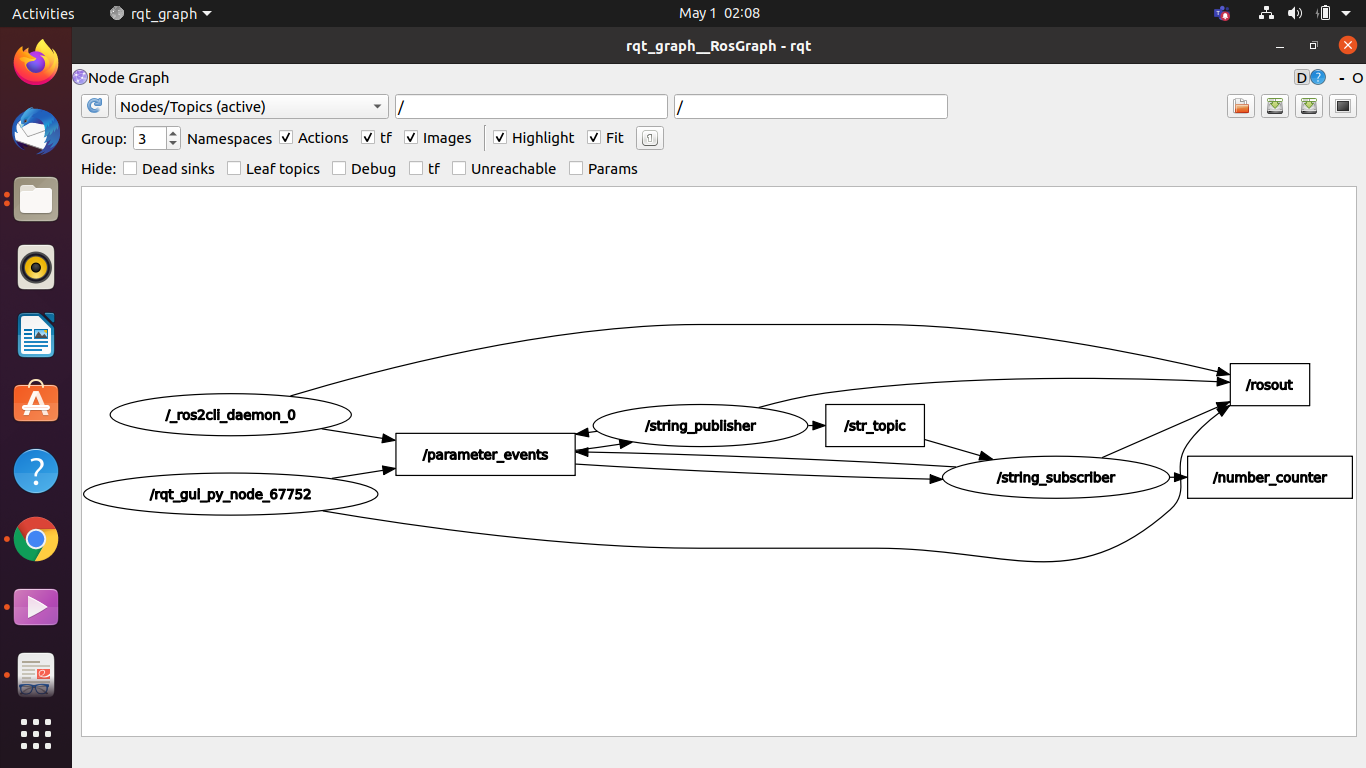 Activities rqt_graph May 1 02:08
rqt_graph__RosGraph - rqt
Node Graph D ? - O
Nodes/Topics (active) / /
Group: 3 Namespaces Actions tf Images Highlight Fit
Hide: Dead sinks Leaf topics Debug tf Unreachable Params
/rosout
/_ros2cli_daemon_0
/string_publisher
/str_topic
/parameter_events
/string_subscriber
/number_counter
/rqt_gui_py_node_67752